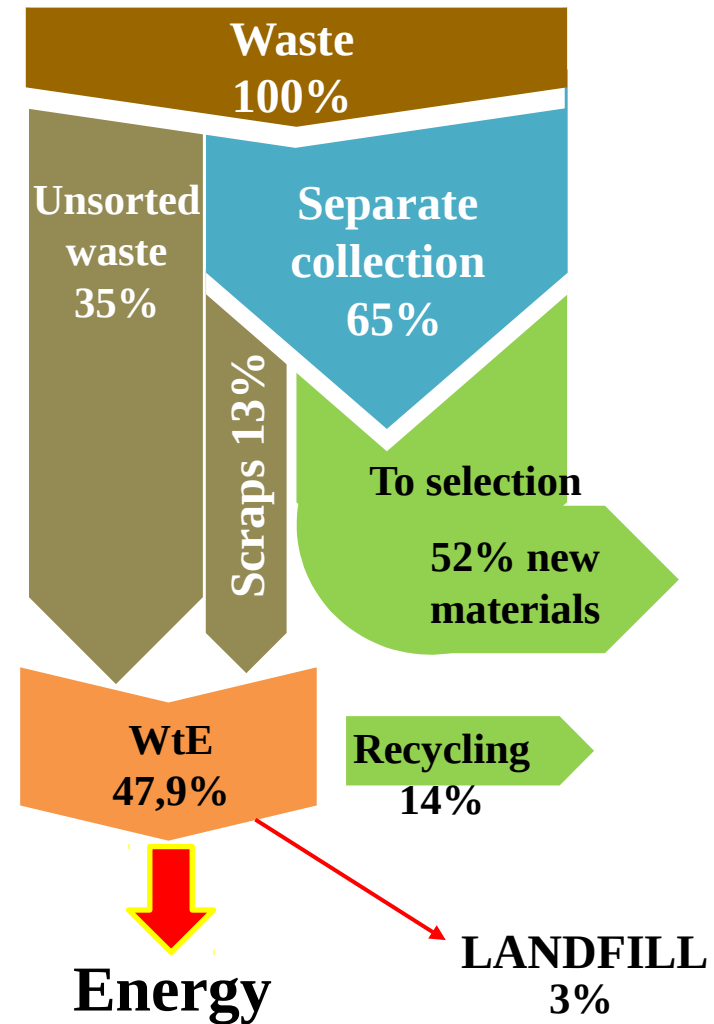 Waste
100%
Unsorted
waste
35%
Separate
collection
65%
Scraps 13%
To selection
52% new
materials
WtE
47,9%
Recycling
14%
Energy
LANDFILL
3%